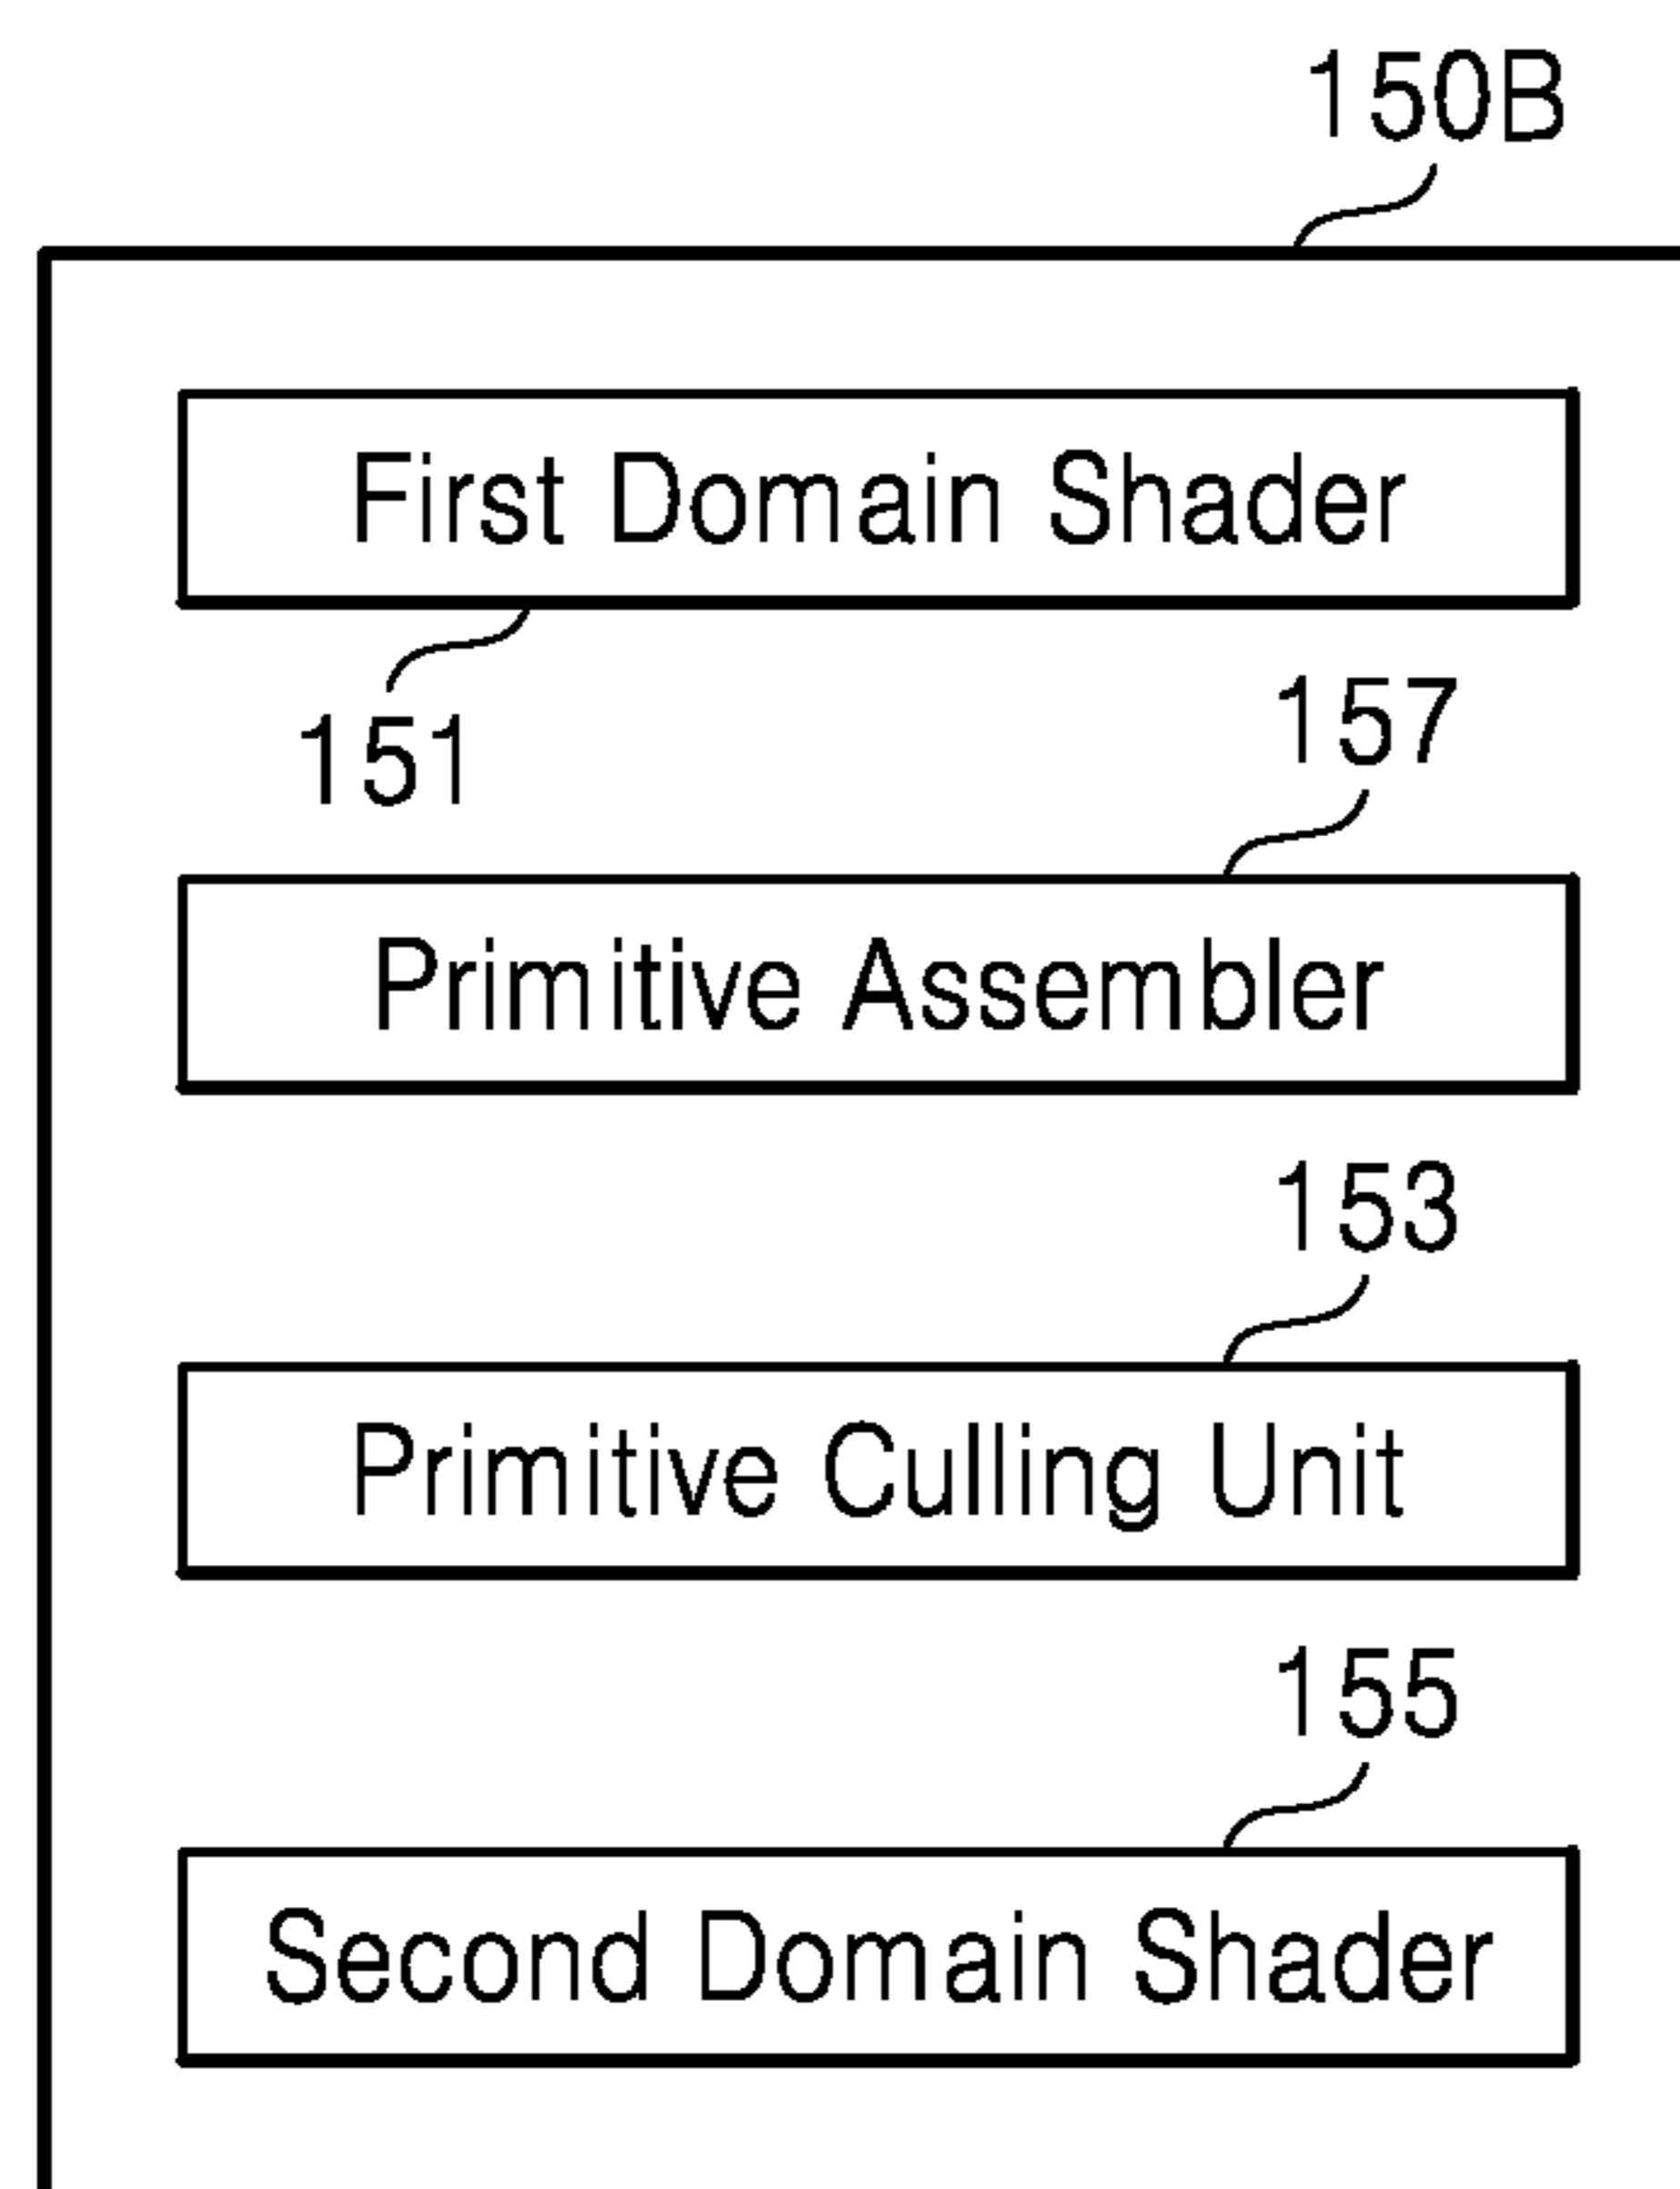 150B
First Domain Shader
151
157
Primitive Assembler
153
Primitive Culling Unit
155
Second Domain Shader